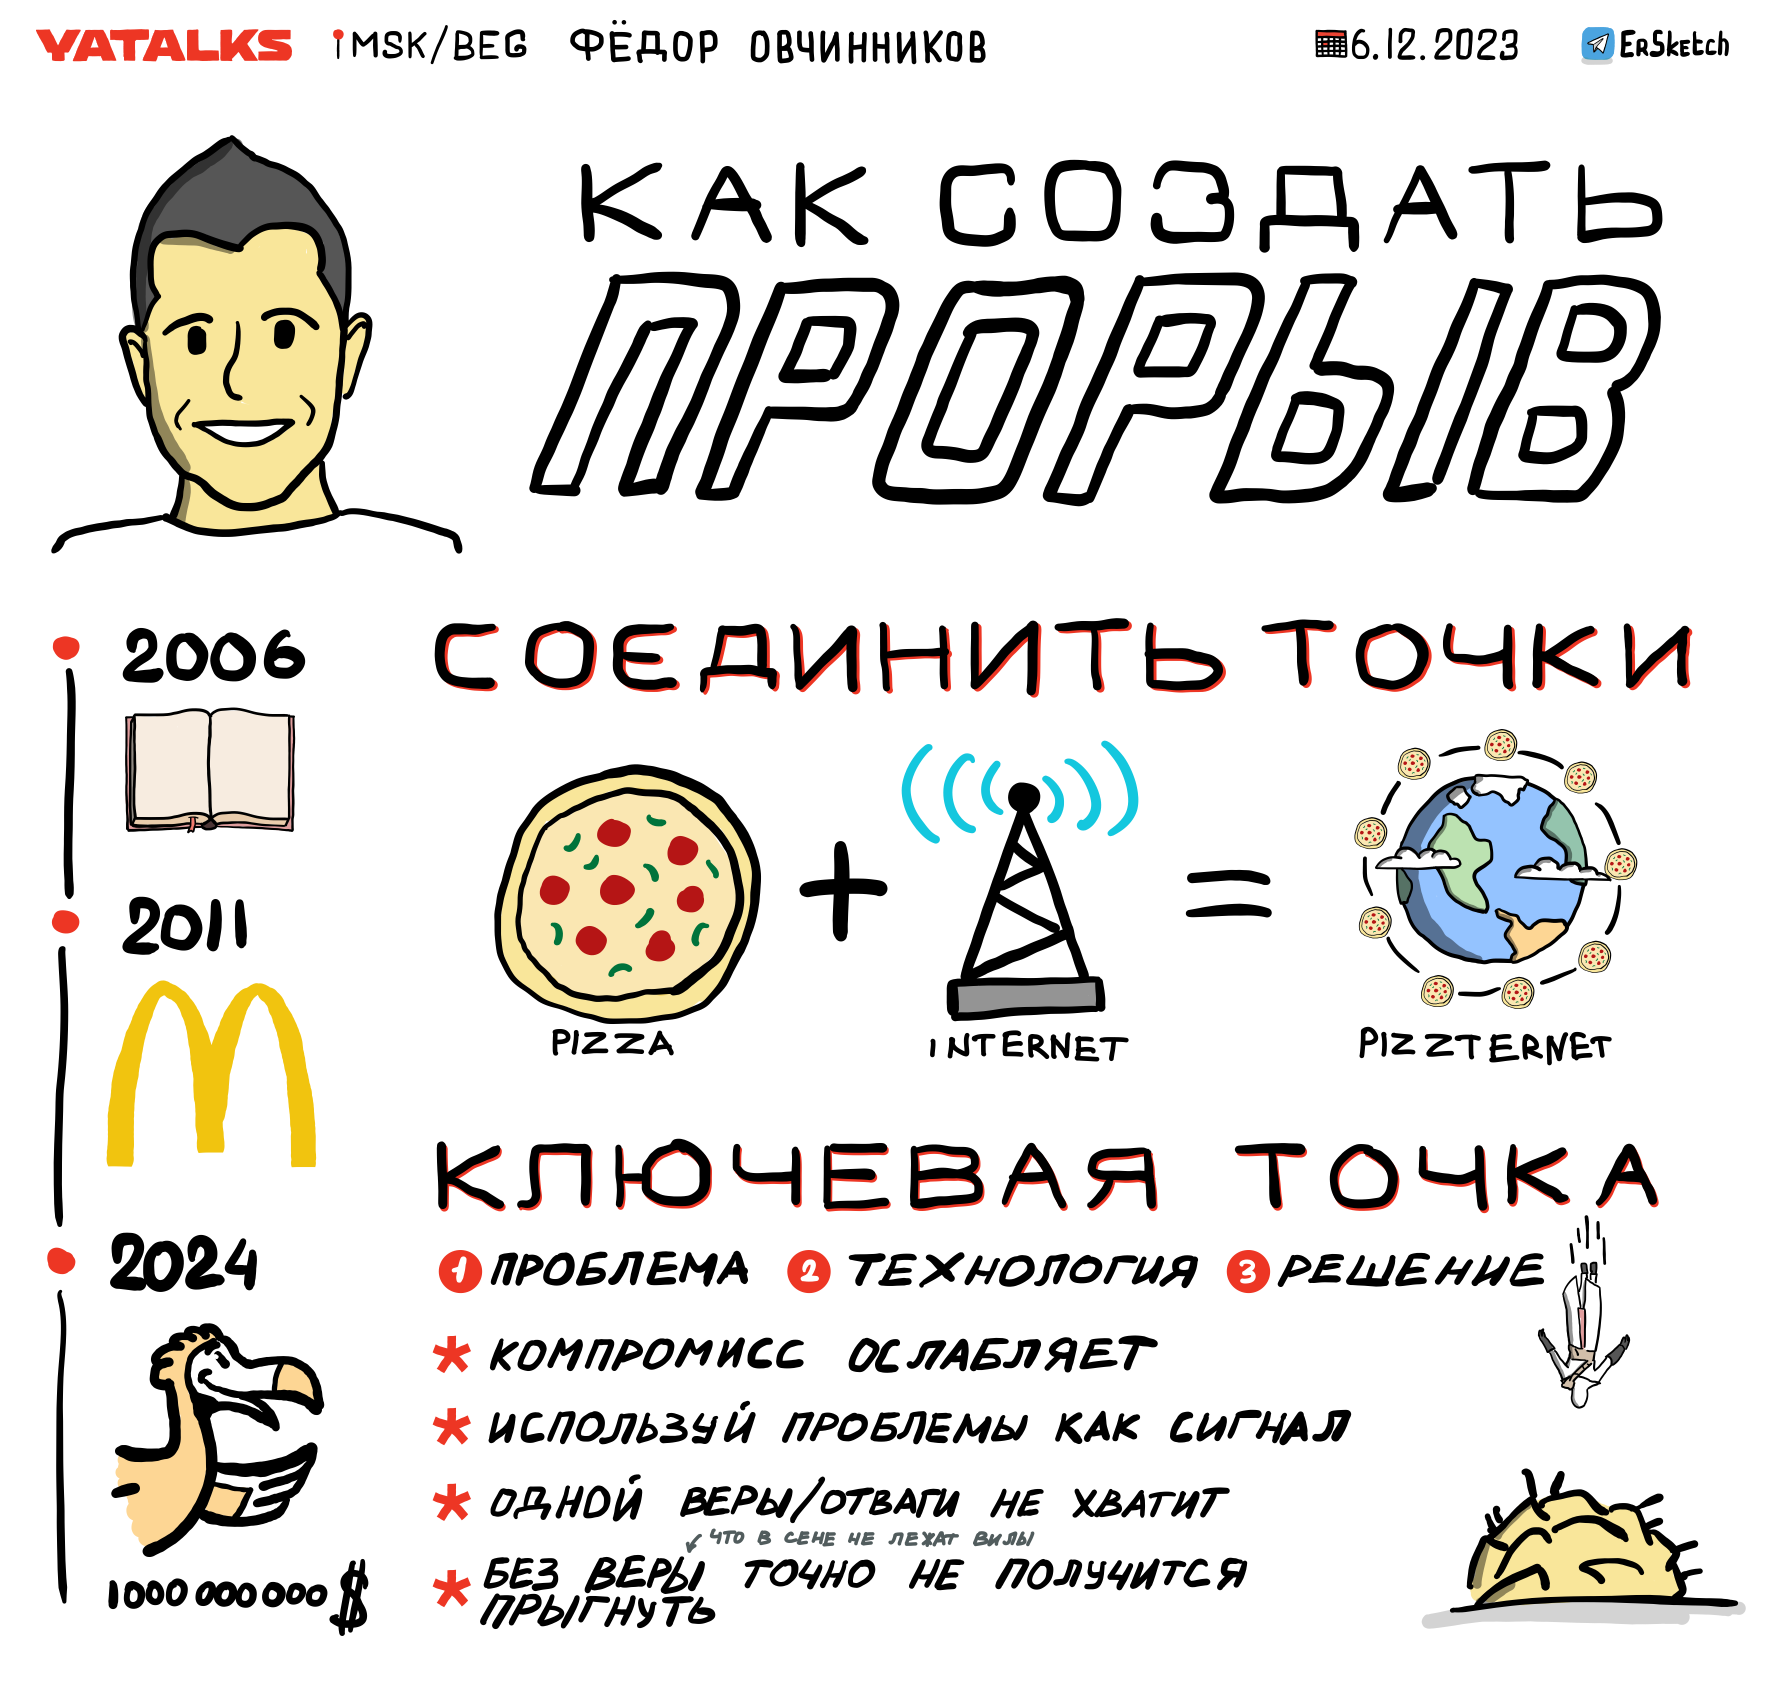 YATALKS MSK/BEG ФЁДОР ОВЧИННИКОВ 6.12.2023 ErSketch
КАК СОЗДАТЬ
ПРОРЫВ
2006
2011
2024
1000 000 000 $
СОЕДИНИТЬ ТОЧКИ
+ =
PIZZA INTERNET PIZZTERNET
КЛЮЧЕВАЯ ТОЧКА
1 ПРОБЛЕМА 2 ТЕХНОЛОГИЯ 3 РЕШЕНИЕ
* КОМПРОМИСС ОСЛАБЛЯЕТ
* ИСПОЛЬЗУЙ ПРОБЛЕМЫ КАК СИГНАЛ
* ОДНОЙ ВЕРЫ/ОТВАГИ НЕ ХВАТИТ
ЧТО В СЕНЕ НЕ ЛЕЖАТ ВИЛЫ
* БЕЗ ВЕРЫ ТОЧНО НЕ ПОЛУЧИТСЯ
ПРЫГНУТЬ